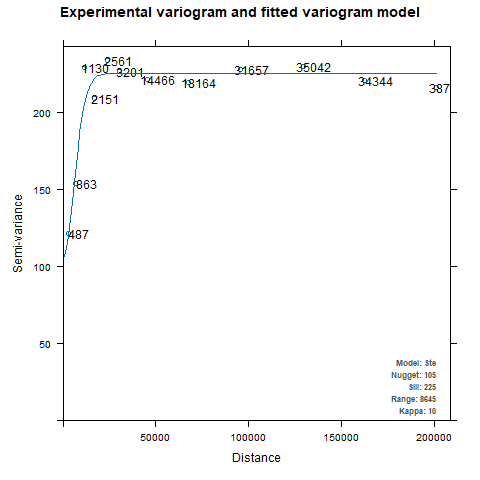 Experimental variogram and fitted variogram model
2561
1130
3201
14466
18164
31657
35042
34344
387
2151
863
487
200
150
100
50
Semi-variance
Model: Ste
Nugget: 105
Sill: 225
Range: 8645
Kappa: 10
50000 100000 150000 200000
Distance